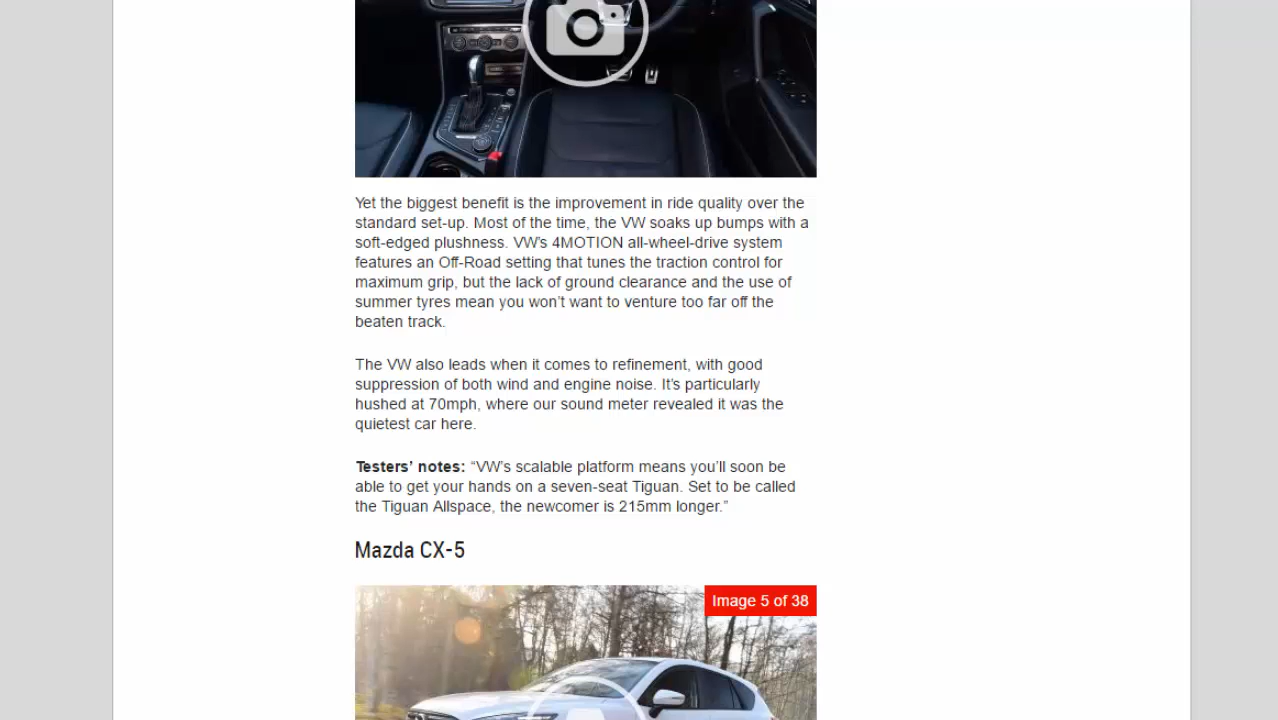 Yet the biggest benefit is the improvement in ride quality over the
standard set-up. Most of the time, the VW soaks up bumps with a
soft-edged plushness. VW’s 4MOTION all-wheel-drive system
features an Off-Road setting that tunes the traction control for
maximum grip, but the lack of ground clearance and the use of
summer tyres mean you won’t want to venture too far off the
beaten track.
The VW also leads when it comes to refinement, with good
suppression of both wind and engine noise. It’s particularly
hushed at 70mph, where our sound meter revealed it was the
quietest car here.
Testers’ notes: “VW’s scalable platform means you’ll soon be
able to get your hands on a seven-seat Tiguan. Set to be called
the Tiguan Allspace, the newcomer is 215mm longer.”
Mazda CX-5
Image 5 of 38